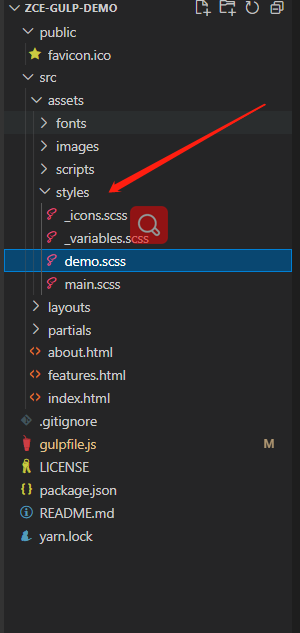 ZCE-GULP-DEMO
public
favicon.ico
src
assets
fonts
images
scripts
styles
_icons.scss
_variables.scss
demo.scss
main.scss
layouts
partials
about.html
features.html
index.html
.gitignore
gulpfile.js M
LICENSE
package.json
README.md
yarn.lock